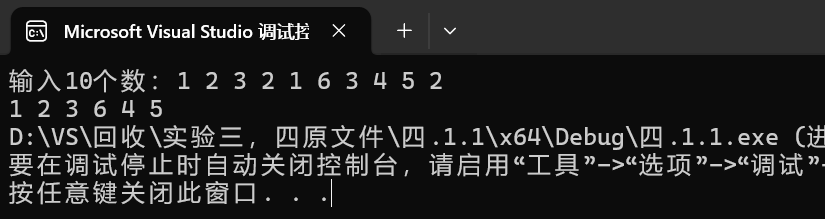 Microsoft Visual Studio 调试控
输入10个数：1 2 3 2 1 6 3 4 5 2
1 2 3 6 4 5
D:\VS\回收\实验三，四原文件\四.1.1\x64\Debug\四.1.1.exe (进
要在调试停止时自动关闭控制台，请启用“工具”->“选项”->“调试”-
按任意键关闭此窗口. . .